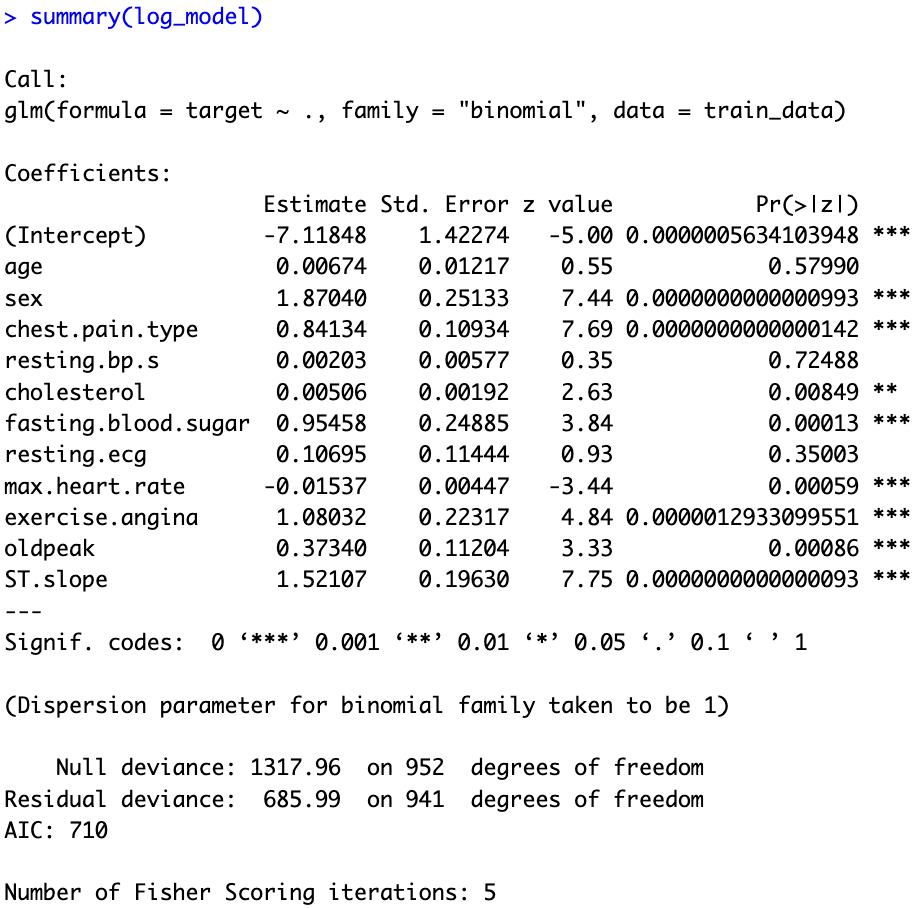 > summary(log_model)

Call:
glm(formula = target ~ ., family = "binomial", data = train_data)

Coefficients:
                    Estimate Std. Error z value           Pr(>|z|)
(Intercept)         -7.11848    1.42274   -5.00 0.0000005634103948 ***
age                  0.00674    0.01217    0.55            0.57990
sex                  1.87040    0.25133    7.44 0.0000000000000993 ***
chest.pain.type      0.84134    0.10934    7.69 0.0000000000000142 ***
resting.bp.s         0.00203    0.00577    0.35            0.72488
cholesterol          0.00506    0.00192    2.63            0.00849 **
fasting.blood.sugar  0.95458    0.24885    3.84            0.00013 ***
resting.ecg          0.10695    0.11444    0.93            0.35003
max.heart.rate      -0.01537    0.00447   -3.44            0.00059 ***
exercise.angina      1.08032    0.22317    4.84 0.0000012933099551 ***
oldpeak              0.37340    0.11204    3.33            0.00086 ***
ST.slope             1.52107    0.19630    7.75 0.0000000000000093 ***
---
Signif. codes:  0 ‘***’ 0.001 ‘**’ 0.01 ‘*’ 0.05 ‘.’ 0.1 ‘ ’ 1

(Dispersion parameter for binomial family taken to be 1)

    Null deviance: 1317.96  on 952  degrees of freedom
Residual deviance:  685.99  on 941  degrees of freedom
AIC: 710

Number of Fisher Scoring iterations: 5